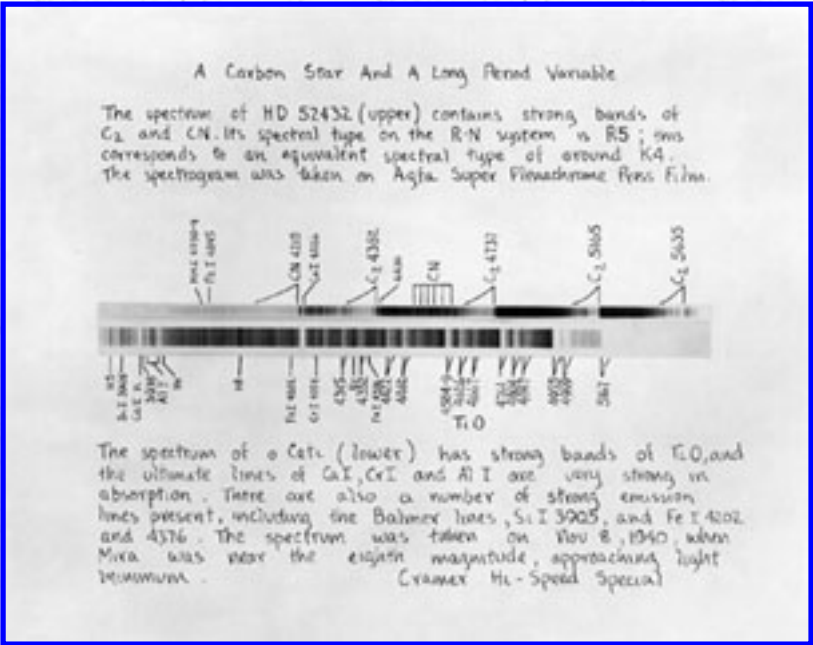 A Carbon Star And A Long Period Variable
The spectrum of HD 52432 (upper) contains strong bands of
C2 and CN. Its spectral type on the R-N system is R5; this
corresponds to an equivalent spectral type of around K4.
The spectrogram was taken on Agfa Super Plenachrome Press Film.
CN 4215
C2 4382
CN
C2 4737
C2 5165
C2 5635
TiO
The spectrum of o Ceti (lower) has strong bands of TiO, and
the ultimate lines of CaI, CrI and Al I are very strong in
absorption. There are also a number of strong emission
lines present, including the Balmer lines, Si I 3905, and Fe I 4202
and 4376. The spectrum was taken on Nov 8, 1940, when
Mira was near the eighth magnitude, approaching light
minimum. Cramer Hi-Speed Special